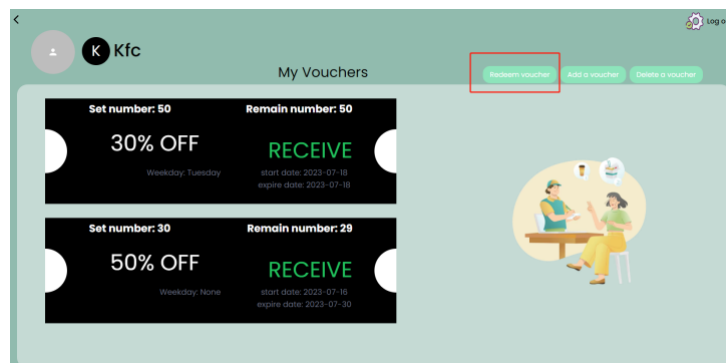 <
Log o
K Kfc
My Vouchers
Redeem voucher Add a voucher Delete a voucher
Set number: 50 Remain number: 50
30% OFF RECEIVE
Weekday: Tuesday start date: 2023-07-18
expire date: 2023-07-18
Set number: 30 Remain number: 29
50% OFF RECEIVE
Weekday: None start date: 2023-07-16
expire date: 2023-07-30